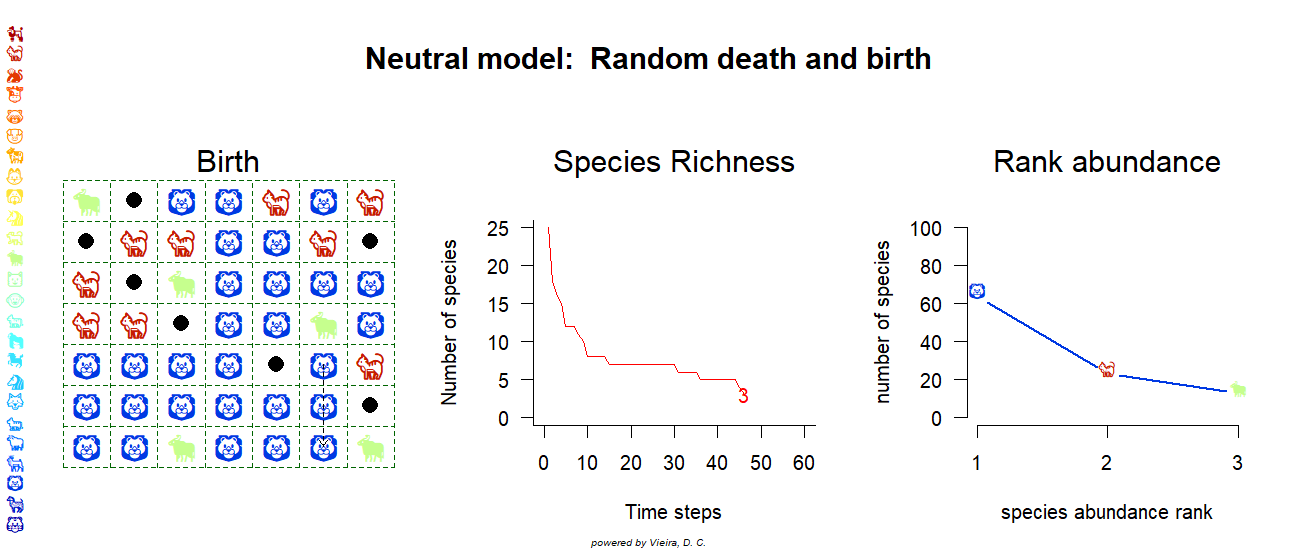 Neutral model:  Random death and birth
Birth
Species Richness
Number of species
25
20
15
10
5
0
3
0 10 20 30 40 50 60
Time steps
Rank abundance
number of species
100
80
60
40
20
0
1 2 3
species abundance rank
powered by Vieira, D. C.